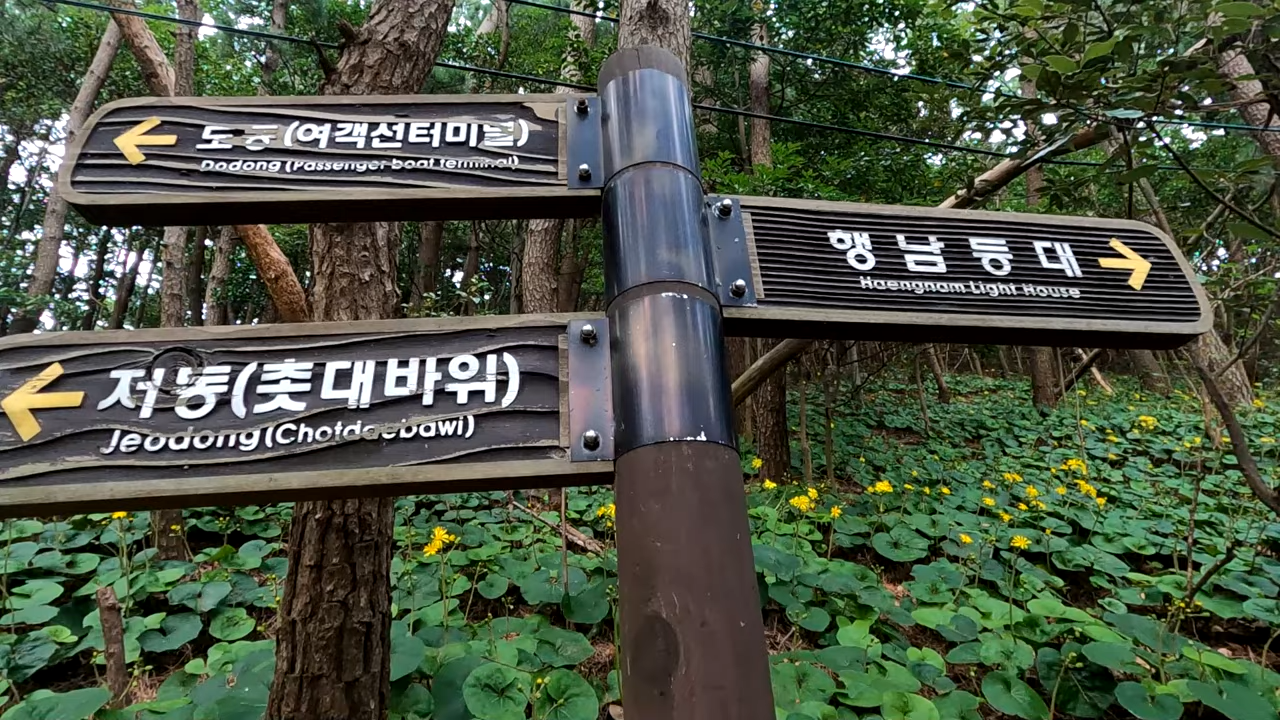 도동(여객선터미널)
Dodong (Passenger boat terminal)
행남등대
Haengnam Light House
저동(촛대바위)
Jeodong (Chotdaebawi)